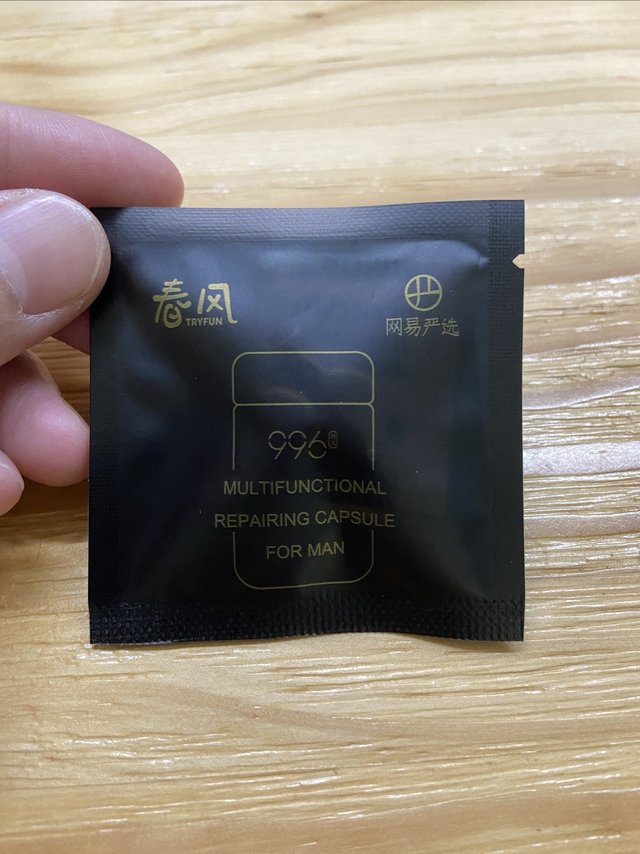 春风
TRYFUN
网易严选
996
MULTIFUNCTIONAL
REPAIRING CAPSULE
FOR MAN